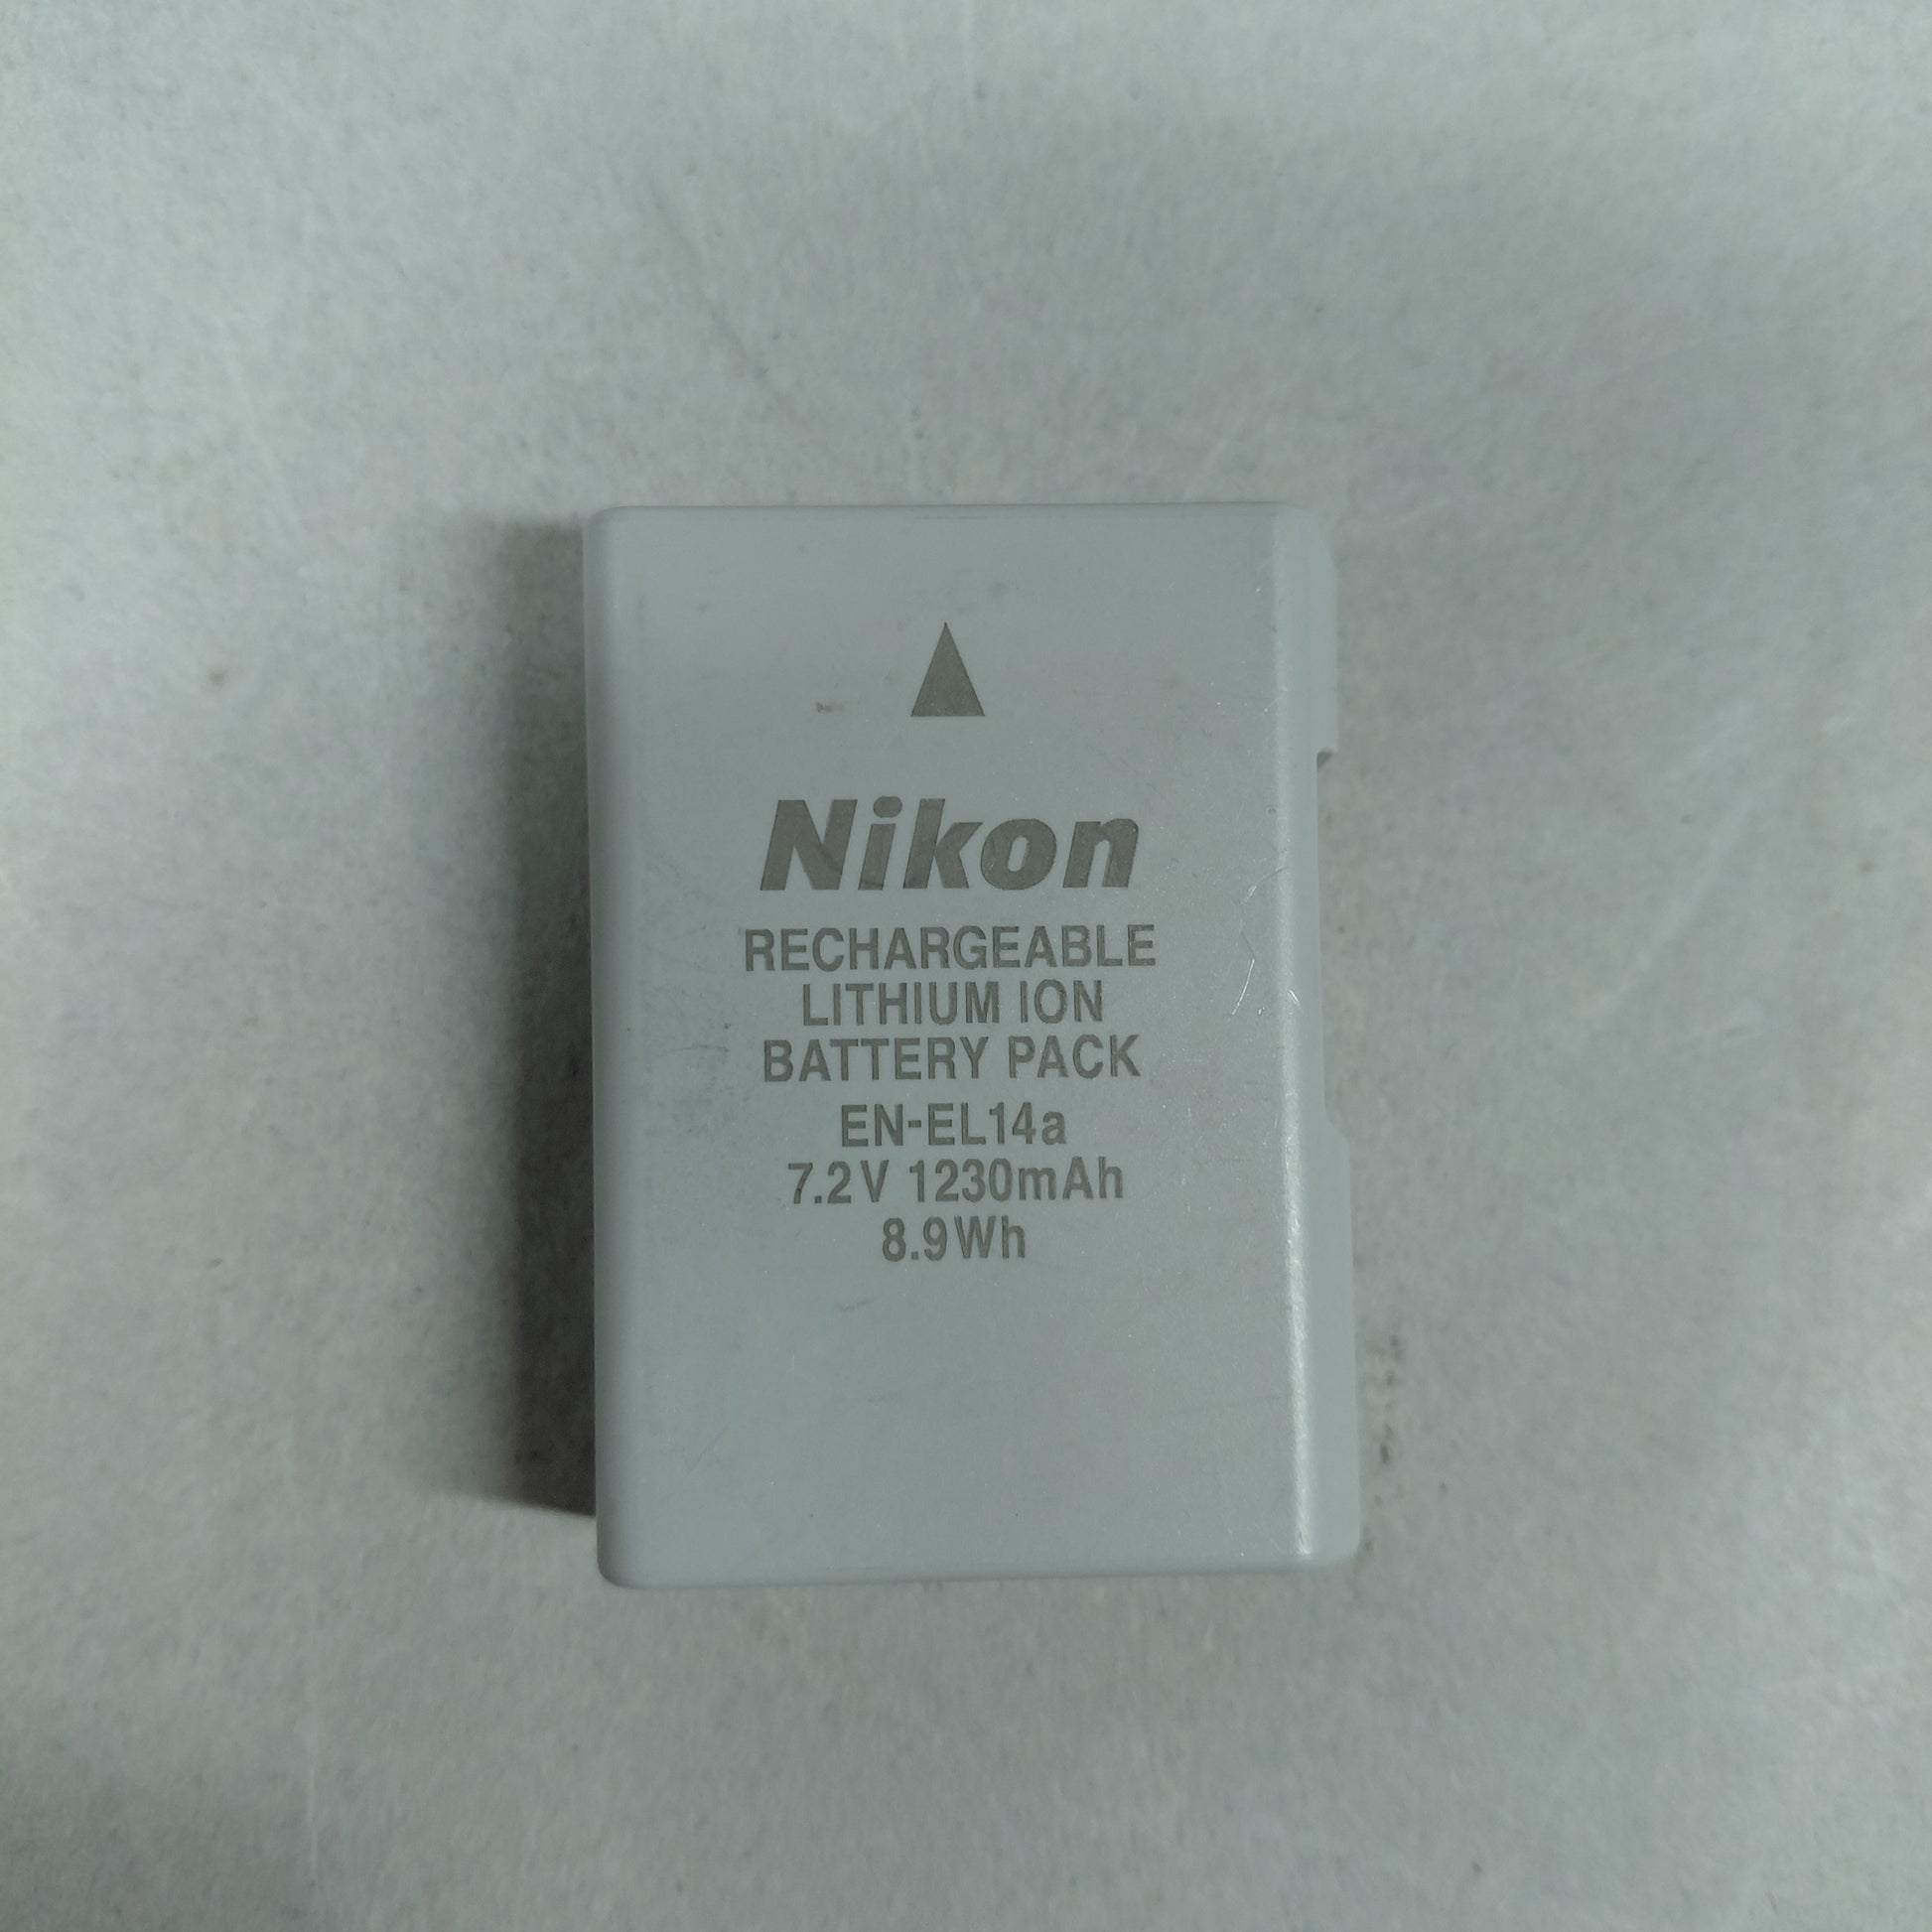 Nikon
RECHARGEABLE
LITHIUM ION
BATTERY PACK
EN-EL14a
7.2V 1230mAh
8.9Wh